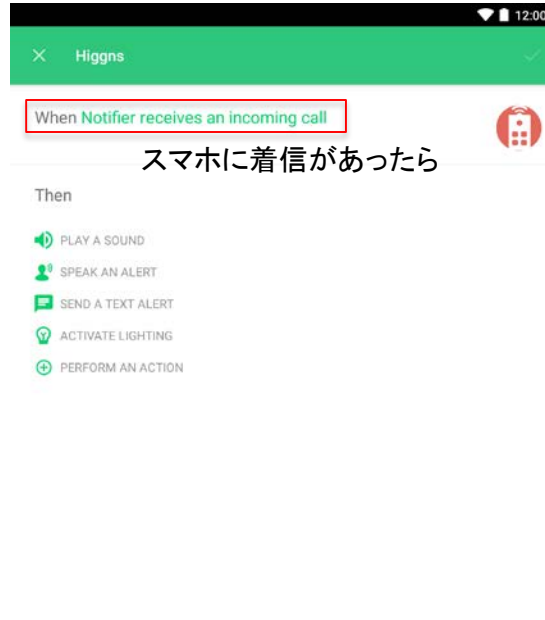 12:00
Higgns
When Notifier receives an incoming call
スマホに着信があったら
Then
PLAY A SOUND
SPEAK AN ALERT
SEND A TEXT ALERT
ACTIVATE LIGHTING
PERFORM AN ACTION